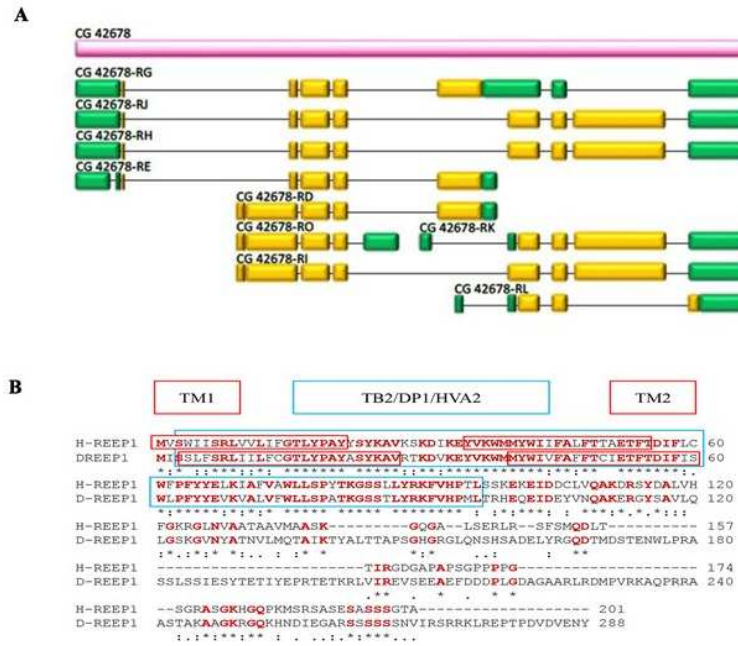 A
CG 42678
CG 42678-RG
CG 42678-RJ
CG 42678-RH
CG 42678-RE
CG 42678-RD
CG 42678-RO CG 42678-RK
CG 42678-RI
CG 42678-RL
B
TM1 TB2/DP1/HVA2 TM2
H-REEP1 MVSWIISRLVVLIFGTLYPAYYSYKAVKSKDIKEYVKWMMYWIIFALFTTAETFTDIFLC 60
DREEP1 MISSLFSRLIILFCGTLYPAYASYKAVRTKDVKEYVKWMMYWIVFAFFTCIETFTDIFIS 60
H-REEP1 WFPFYYELKIAFVAWLLSPYTKGSSLLYRKFVHPTLSSKEKEIDDCLVQAKDRSYDALVH 120
D-REEP1 WLPFYYEVKVALVFWLLSPATKGSSTLYRKFVHPMLTRHEQEIDEYVNQAKERGYSAVLQ 120
H-REEP1 FGKRGLNVAATAAVMAASK----------GQGA--LSERLR--SFSMQDLT--------- 157
D-REEP1 LGSKGVNYATNVLMQTAIKTYALTTAPSGHGRGLQNSHSADELYRGQDTMDSTENWLPRA 180
H-REEP1 ----------------------TIRGDGAPAPSGPPPPG--------------------- 174
D-REEP1 SSLSSIESYTETIYEPRTETKRLVIREVSEEAEFDDDPLGDAGAARLRDMPVRKAQPRRA 240
H-REEP1 --SGRASGKHGQPKMSRSASESASSSGTA--------------- 201
D-REEP1 ASTAKAAGKRGQKHNDIEGARSSSSSSNVIRSRRKLREPTPDVDVENY 288